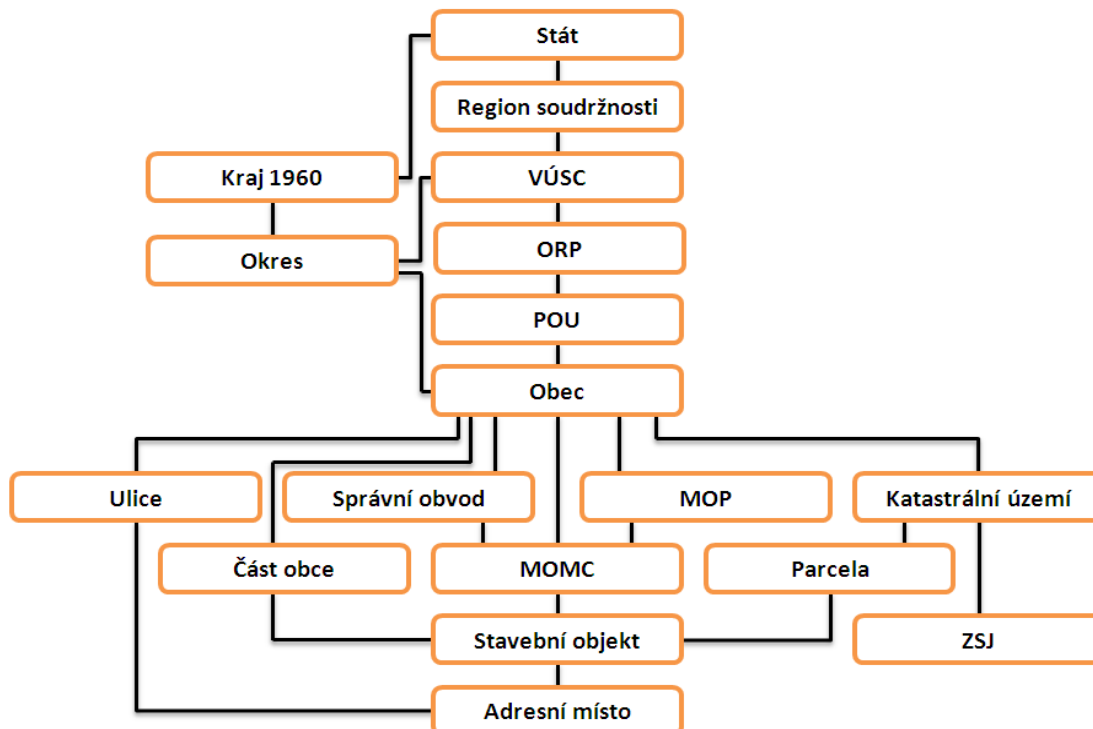 Stát
Region soudržnosti
Kraj 1960
VÚSC
Okres
ORP
POU
Obec
Ulice
Správní obvod
MOP
Katastrální území
Část obce
MOMC
Parcela
Stavební objekt
ZSJ
Adresní místo